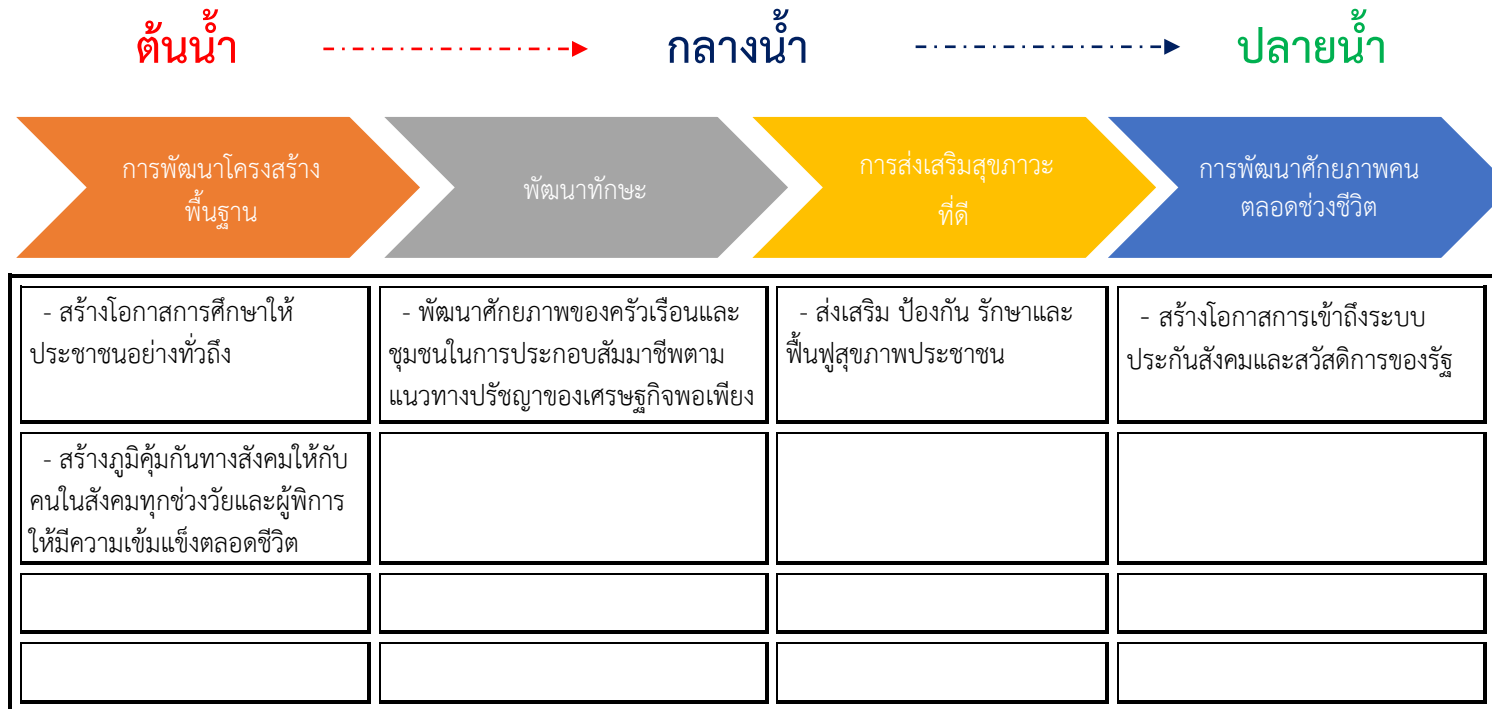 ต้นน้ำ
กลางน้ำ
ปลายน้ำ
การพัฒนาโครงสร้าง
พื้นฐาน
พัฒนาทักษะ
การส่งเสริมสุขภาวะ
ที่ดี
การพัฒนาศักยภาพคน
ตลอดช่วงชีวิต
- สร้างโอกาสการศึกษาให้
ประชาชนอย่างทั่วถึง
- พัฒนาศักยภาพของครัวเรือนและ
ชุมชนในการประกอบสัมมาชีพตาม
แนวทางปรัชญาของเศรษฐกิจพอเพียง
- ส่งเสริม ป้องกัน รักษาและ
ฟื้นฟูสุขภาพประชาชน
- สร้างโอกาสการเข้าถึงระบบ
ประกันสังคมและสวัสดิการของรัฐ
- สร้างภูมิคุ้มกันทางสังคมให้กับ
คนในสังคมทุกช่วงวัยและผู้พิการ
ให้มีความเข้มแข็งตลอดชีวิต